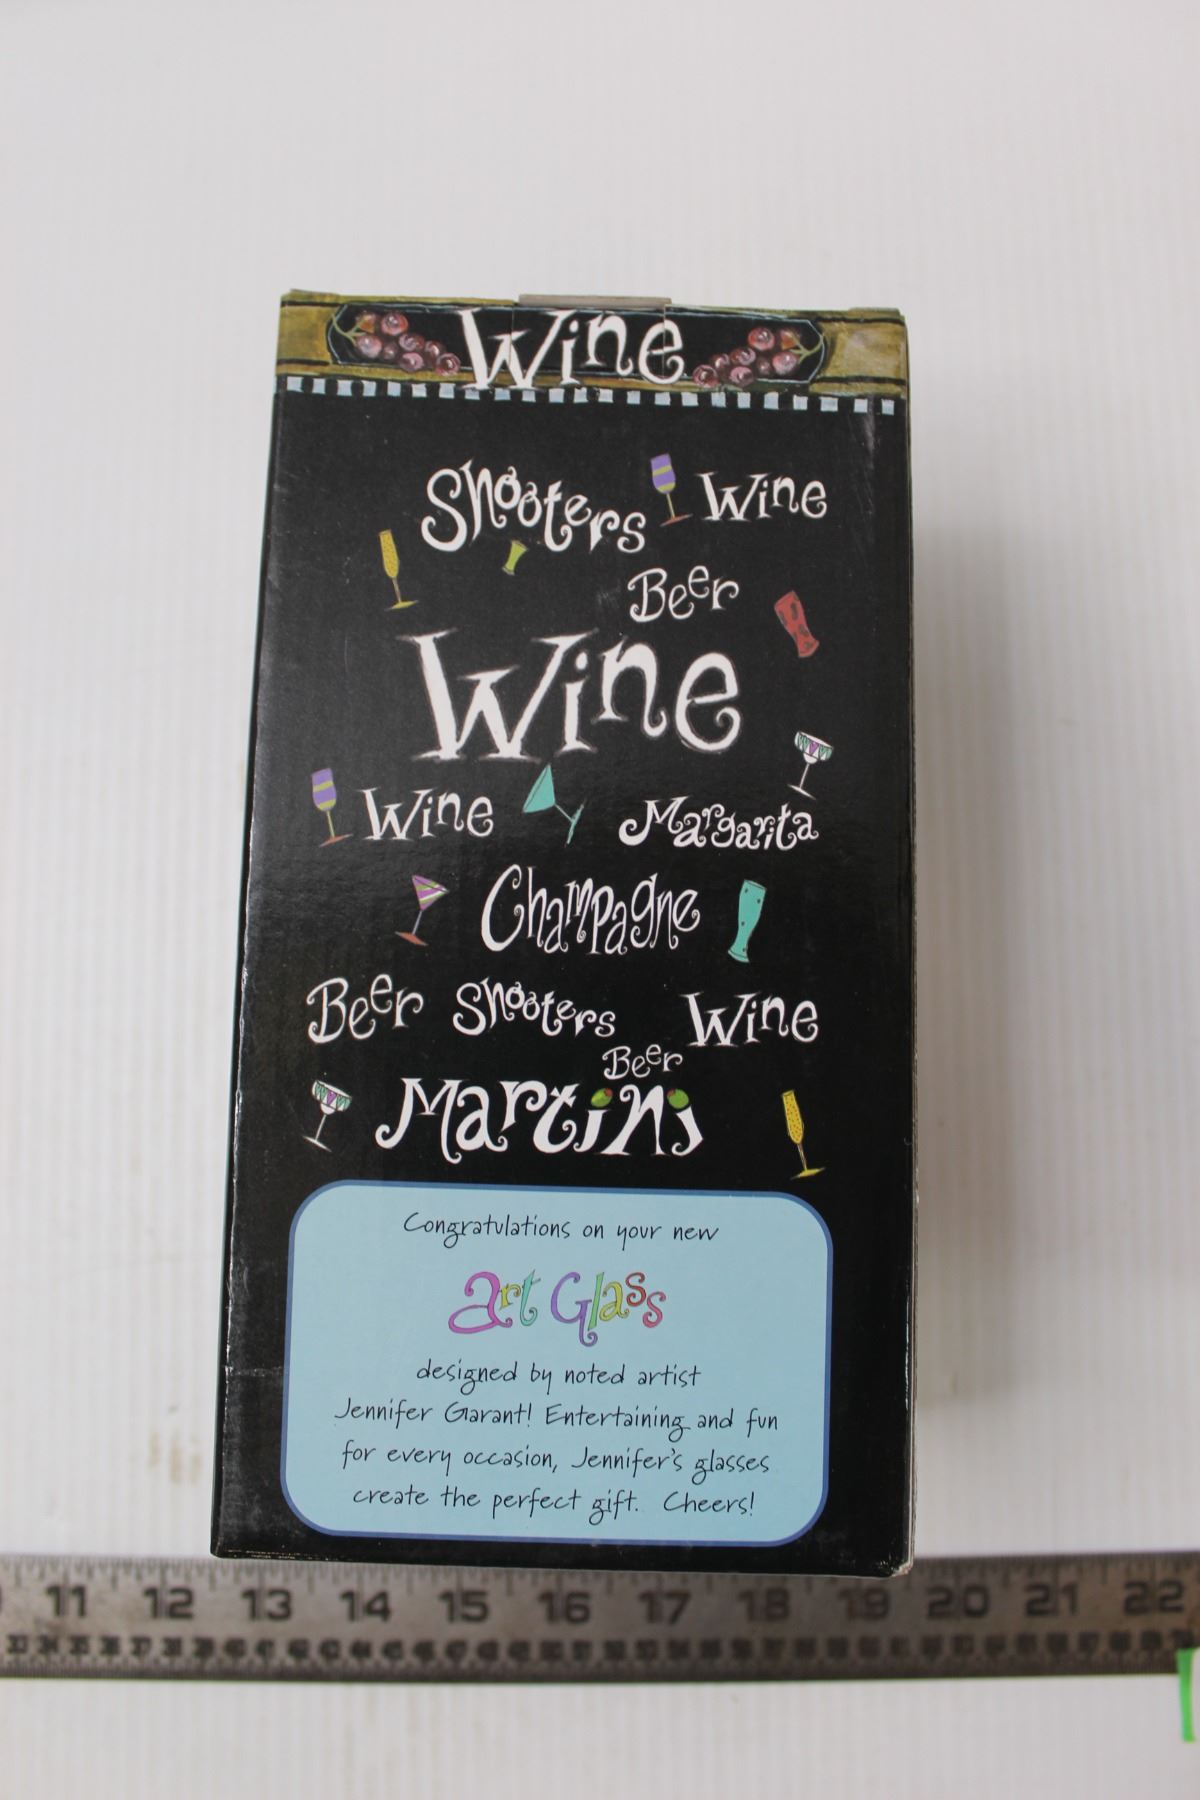 Wine
Shooters Wine
Beer
Wine
Wine Margarita
Champagne
Beer Shooters Wine
Beer
Martini
Congratulations on your new
art Glass
designed by noted artist
Jennifer Garant! Entertaining and fun
for every occasion, Jennifer's glasses
create the perfect gift. Cheers!
11 12 13 14 15 16 17 18 19 20 21 22